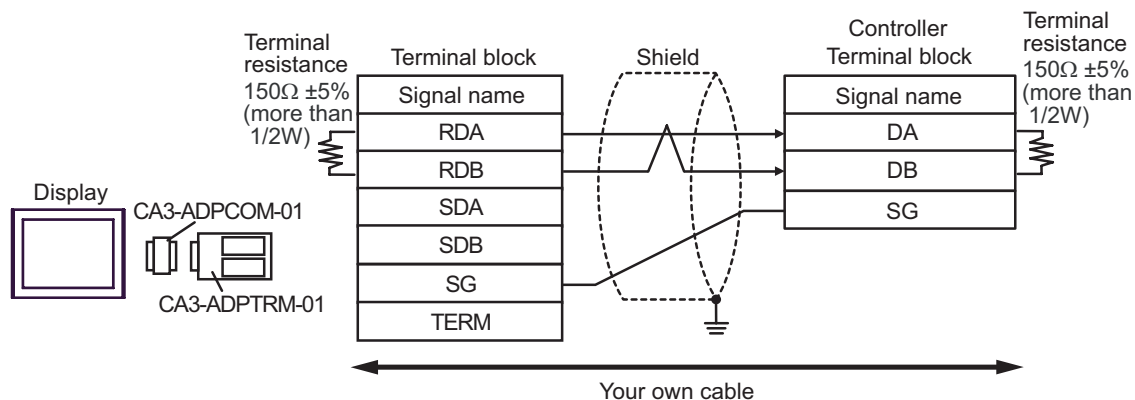 Terminal
resistance
150Ω ±5%
(more than
1/2W)
Terminal block
Signal name
RDA
RDB
SDA
SDB
SG
TERM
Shield
Controller
Terminal block
Signal name
DA
DB
SG
Terminal
resistance
150Ω ±5%
(more than
1/2W)
Display
CA3-ADPCOM-01
CA3-ADPTRM-01
Your own cable